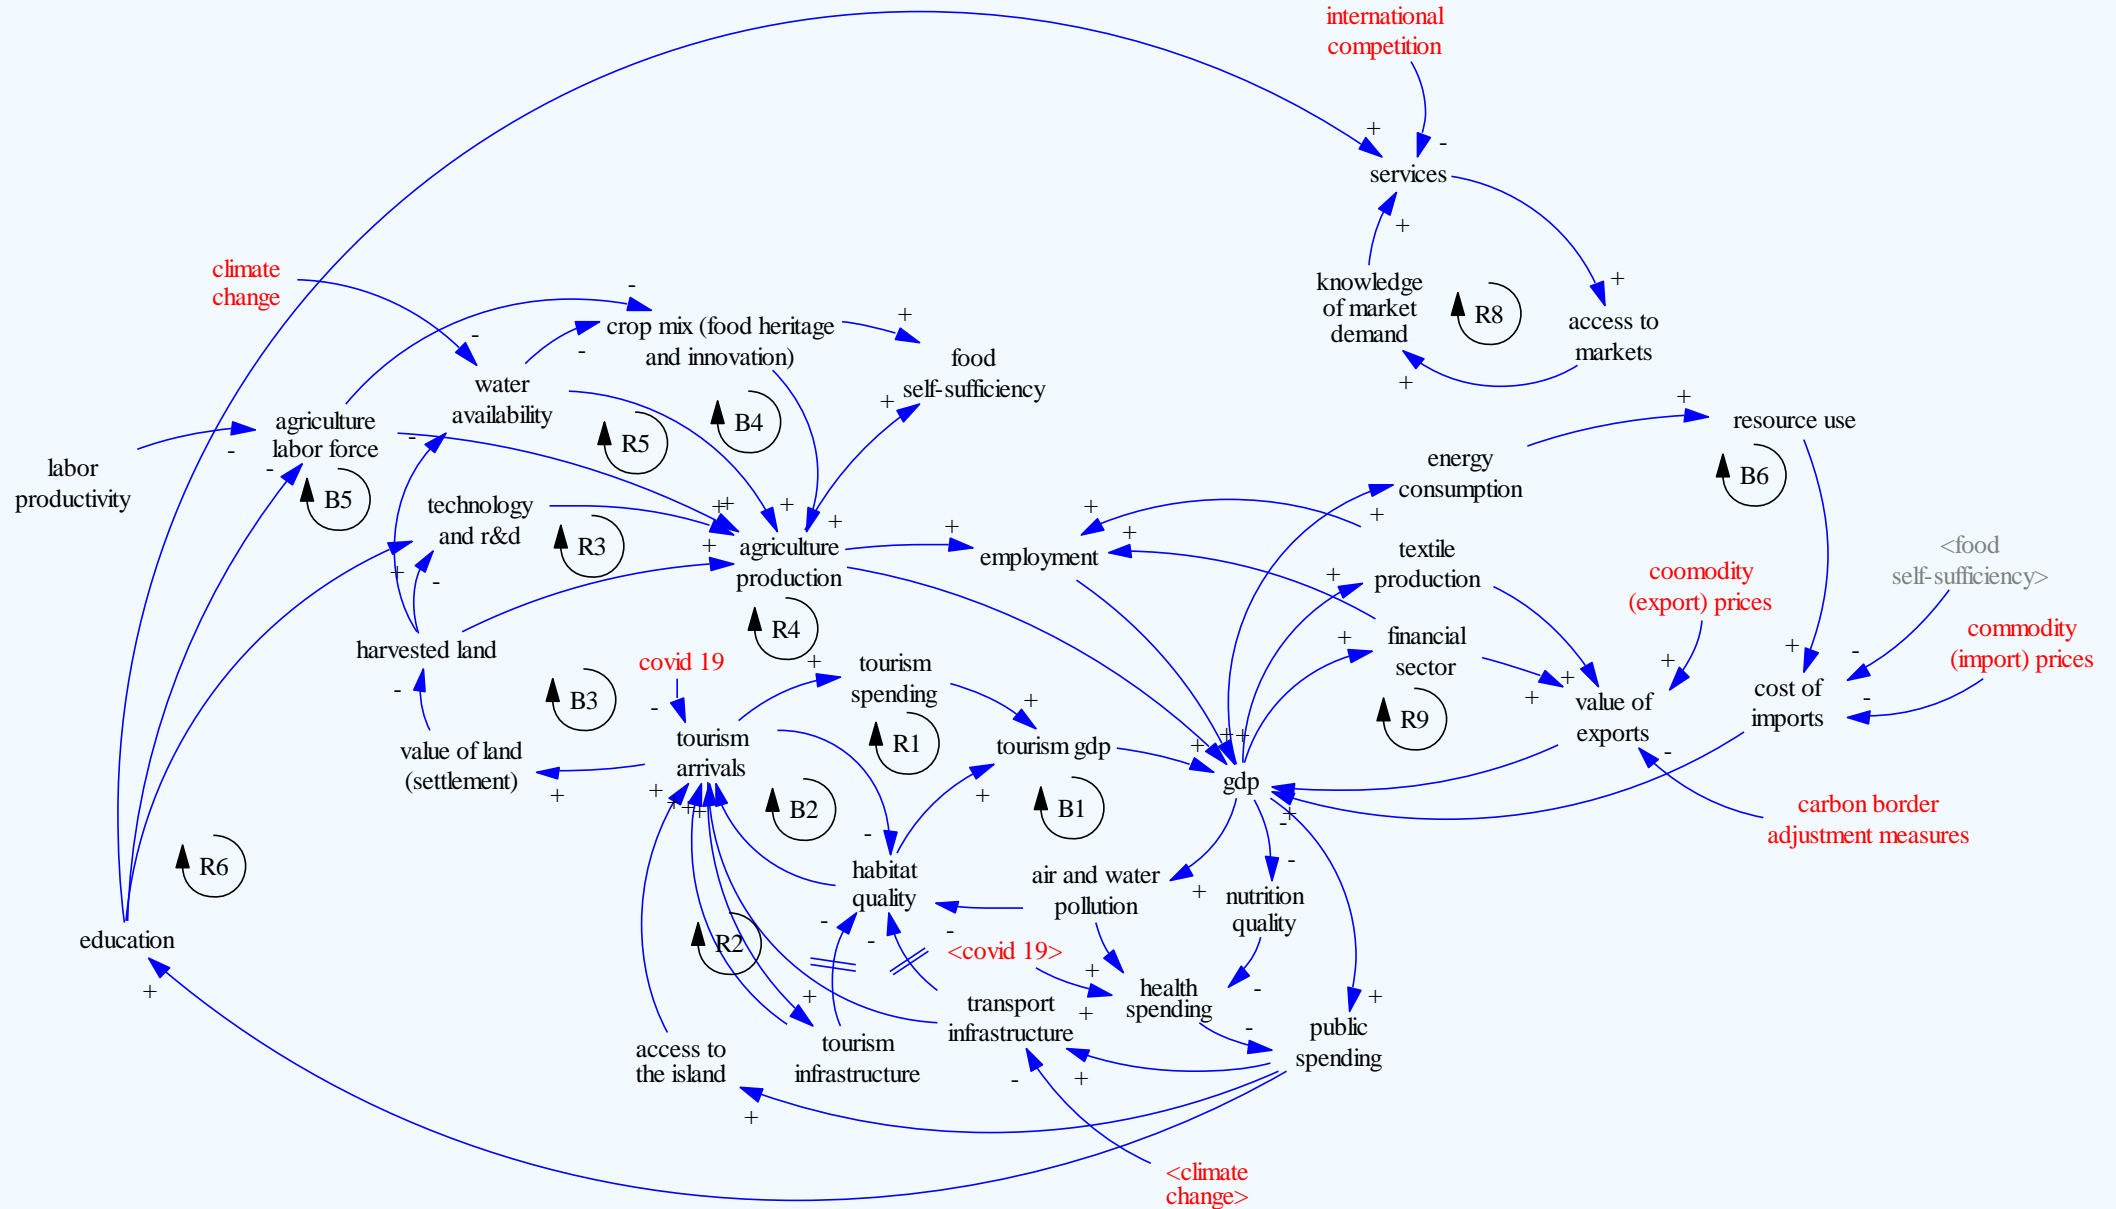 international
competition
+
-
services
+
climate
change
knowledge
of market
demand
R8
+
access to
markets
+
-
-
-
+
crop mix (food heritage
and innovation)
food
self-sufficiency
water
availability
+
B4
R5
+
resource use
agriculture
labor force
-
-
-
B5
labor
productivity
energy
consumption
B6
technology
and r&d
R3
+
+
+
+
+
agriculture
production
+
employment
+
+
+
textile
production
<food
self-sufficiency>
coomodity
(export) prices
+
-
harvested land
R4
+
+
financial
sector
commodity
(import) prices
covid 19
+
tourism
spending
+
+
-
-
-
B3
-
R1
+
R9
+
+
value of
exports
cost of
imports
value of land
(settlement)
+
tourism
arrivals
tourism gdp
+
+
+
gdp
-
+
+
+
+
B2
+
B1
carbon border
adjustment measures
R6
-
habitat
quality
air and water
pollution
+
-
+
-
nutrition
quality
education
+
R2
-
-
-
<covid 19>
+
+
health
spending
-
-
+
transport
infrastructure
+
public
spending
access to
the island
+
tourism
infrastructure
-
+
<climate
change>